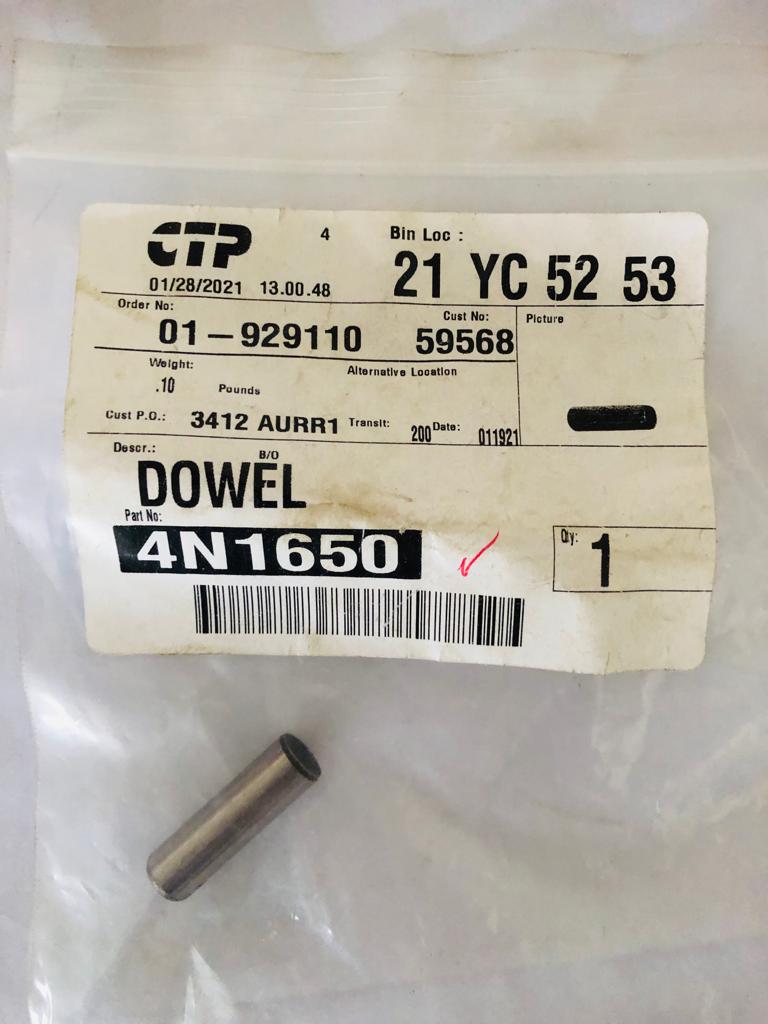 CTP 4 Bin Loc :
01/28/2021 13.00.48 21 YC 52 53
Order No: Cust No: Picture
01-929110 59568
Weight: Alternative Location
.10 Pounds
Cust P.O.: 3412 AURR1 Transit: 200 Date: 011921
Descr.: B/O
DOWEL
Part No: Qty:
4N1650 1